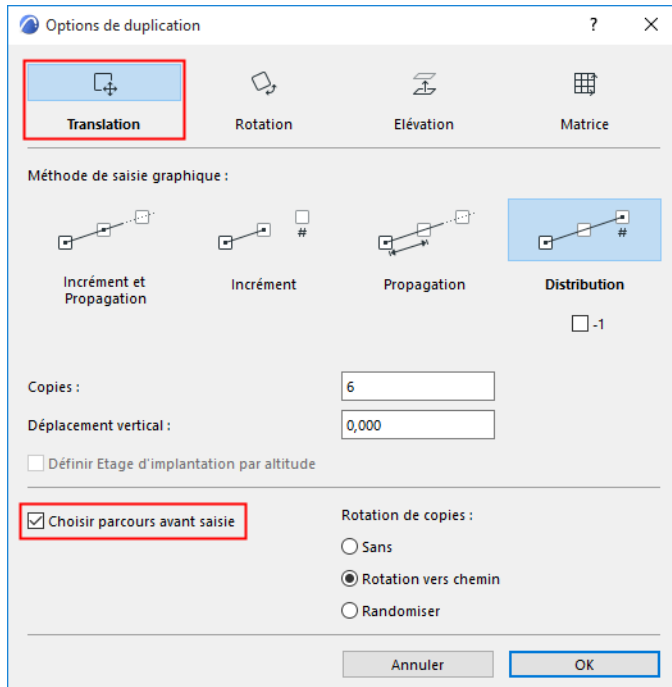 Options de duplication
?
Translation
Rotation
Elévation
Matrice
Méthode de saisie graphique :
#
#
Incrément et
Propagation
Incrément
Propagation
Distribution
-1
Copies :
6
Déplacement vertical :
0,000
Définir Etage d'implantation par altitude
Choisir parcours avant saisie
Rotation de copies :
Sans
Rotation vers chemin
Randomiser
Annuler
OK